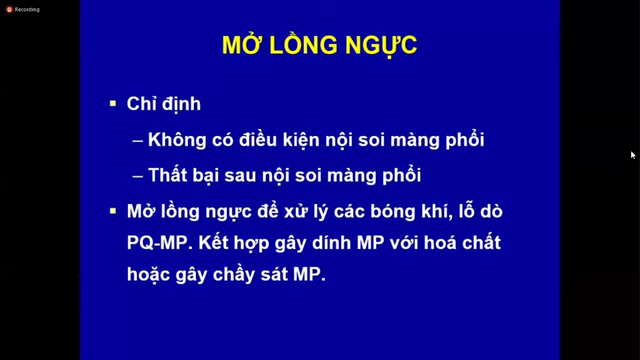 Recording
MỞ LỒNG NGỰC
▪ Chỉ định
– Không có điều kiện nội soi màng phổi
– Thất bại sau nội soi màng phổi
▪ Mở lồng ngực để xử lý các bóng khí, lỗ dò
PQ-MP. Kết hợp gây dính MP với hoá chất
hoặc gây chầy sát MP.